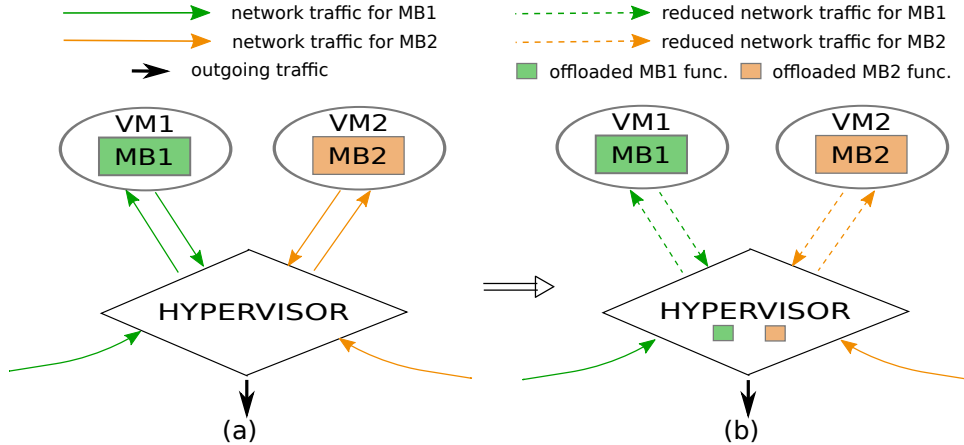 network traffic for MB1
network traffic for MB2
outgoing traffic
VM1
MB1
VM2
MB2
HYPERVISOR
(a)
reduced network traffic for MB1
reduced network traffic for MB2
offloaded MB1 func.
offloaded MB2 func.
VM1
MB1
VM2
MB2
HYPERVISOR
(b)